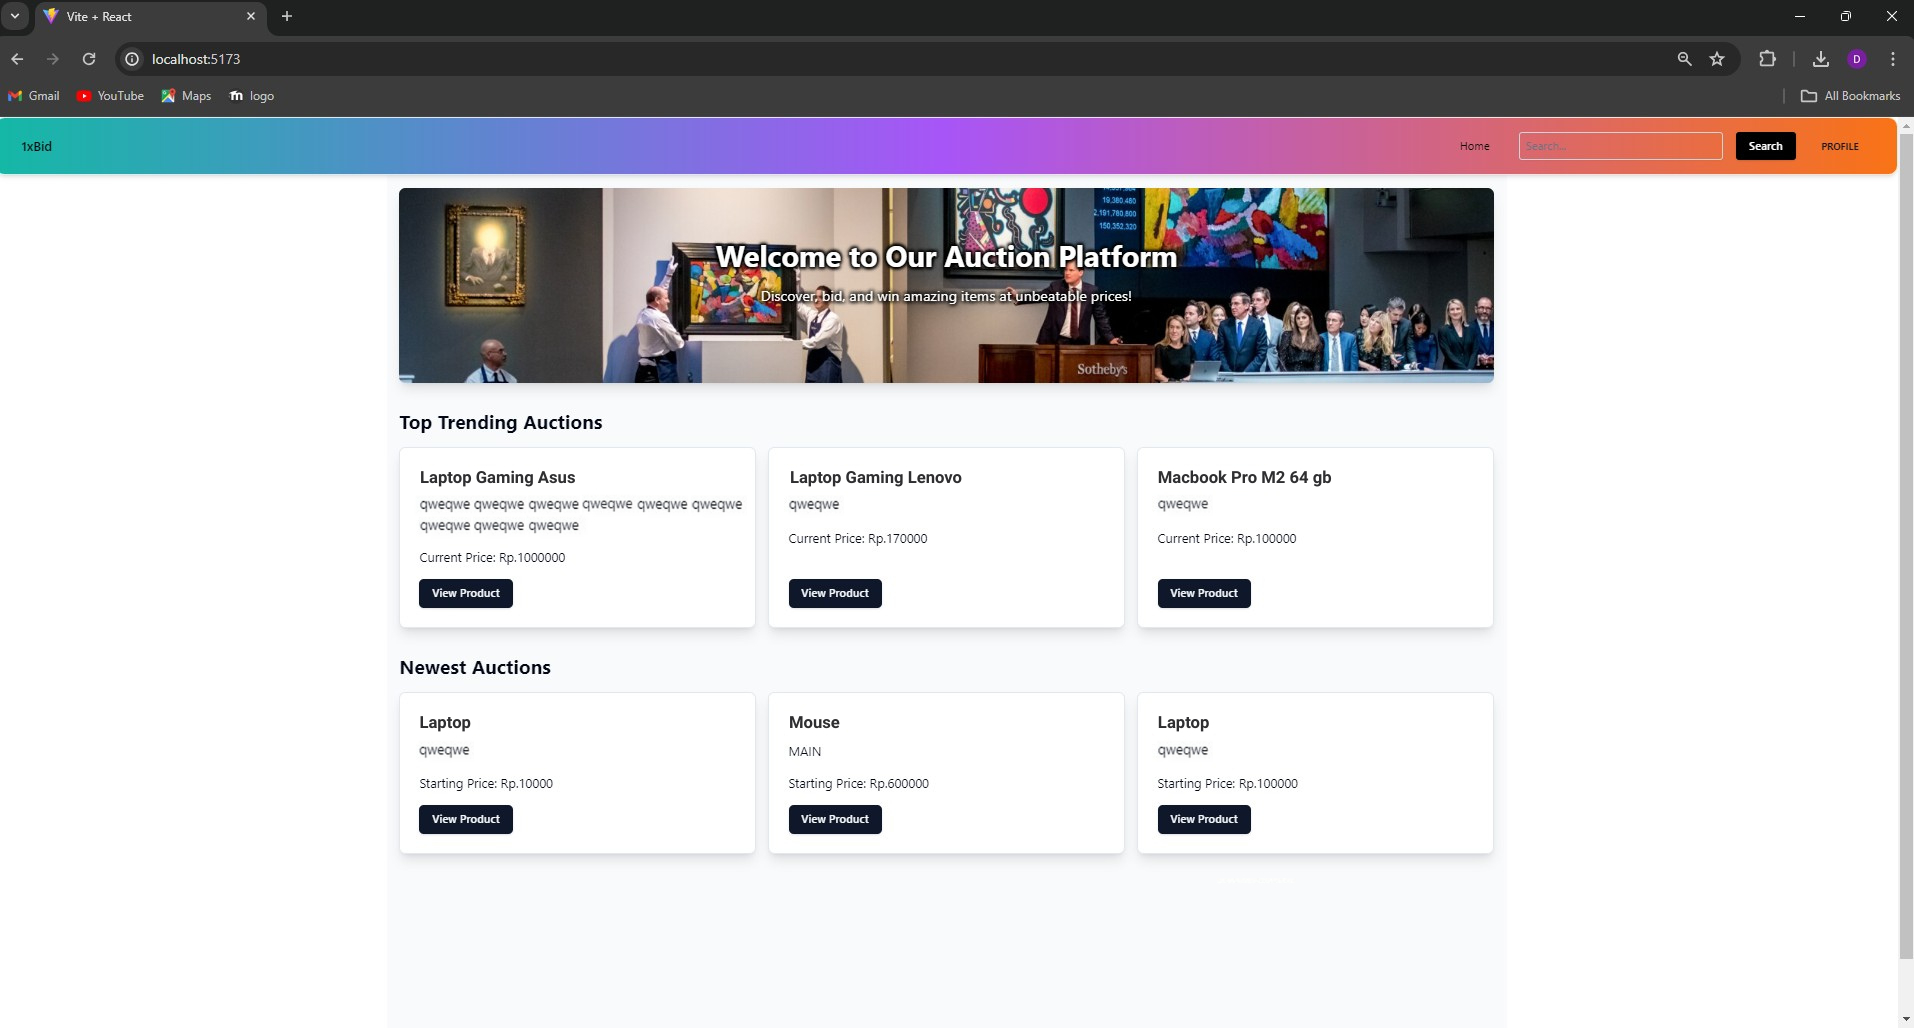 Vite + React
localhost:5173
Gmail YouTube Maps logo All Bookmarks
D
1xBid Home Search... Search PROFILE
19,380,480
2,191,760,600
150,352,320
Welcome to Our Auction Platform
Discover, bid, and win amazing items at unbeatable prices!
Sotheby's
Top Trending Auctions
Laptop Gaming Asus
qweqwe qweqwe qweqwe qweqwe qweqwe qweqwe
qweqwe qweqwe qweqwe
Current Price: Rp.1000000
View Product
Laptop Gaming Lenovo
qweqwe
Current Price: Rp.170000
View Product
Macbook Pro M2 64 gb
qweqwe
Current Price: Rp.100000
View Product
Newest Auctions
Laptop
qweqwe
Starting Price: Rp.10000
View Product
Mouse
MAIN
Starting Price: Rp.600000
View Product
Laptop
qweqwe
Starting Price: Rp.100000
View Product